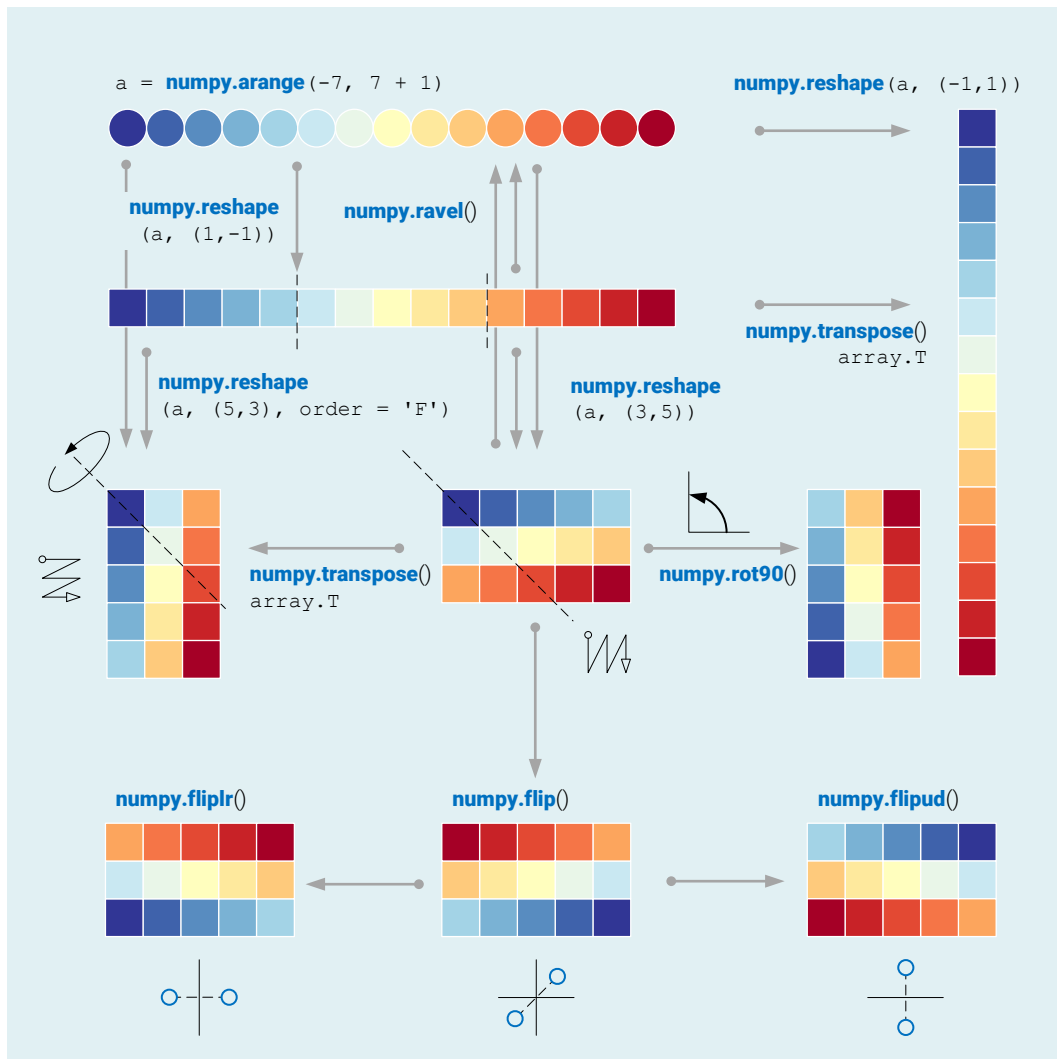 a = numpy.arange(-7, 7 + 1)
numpy.reshape(a, (-1,1))
numpy.reshape
(a, (1,-1))
numpy.ravel()
numpy.transpose()
array.T
numpy.reshape
(a, (5,3), order = 'F')
numpy.reshape
(a, (3,5))
numpy.transpose()
array.T
numpy.rot90()
numpy.fliplr()
numpy.flip()
numpy.flipud()